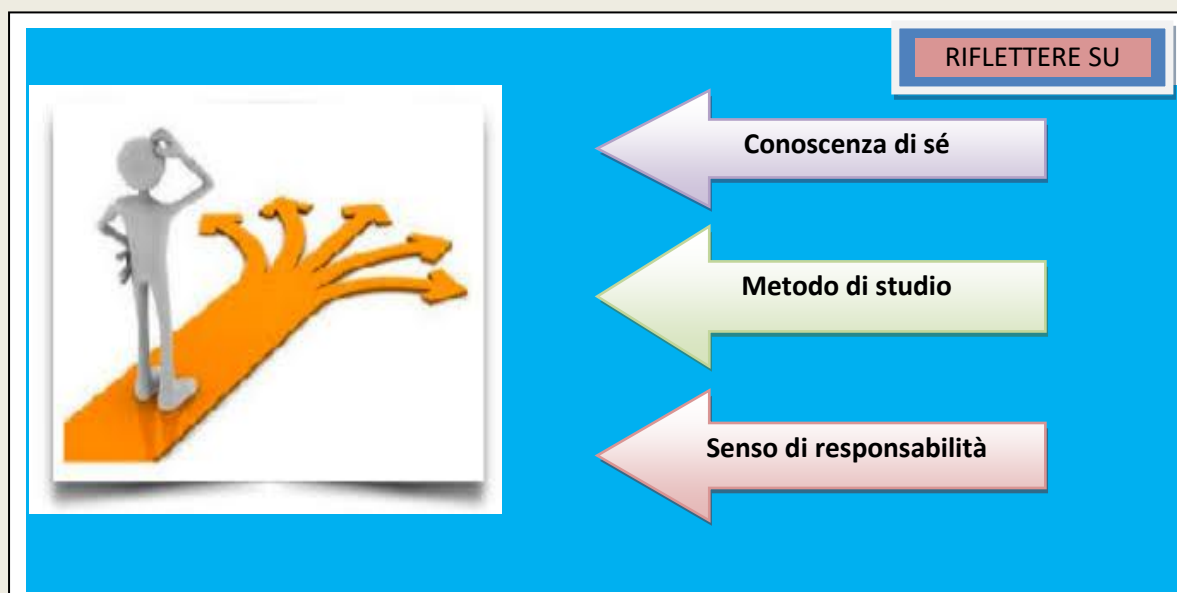 RIFLETTERE SU
Conoscenza di sé
Metodo di studio
Senso di responsabilità